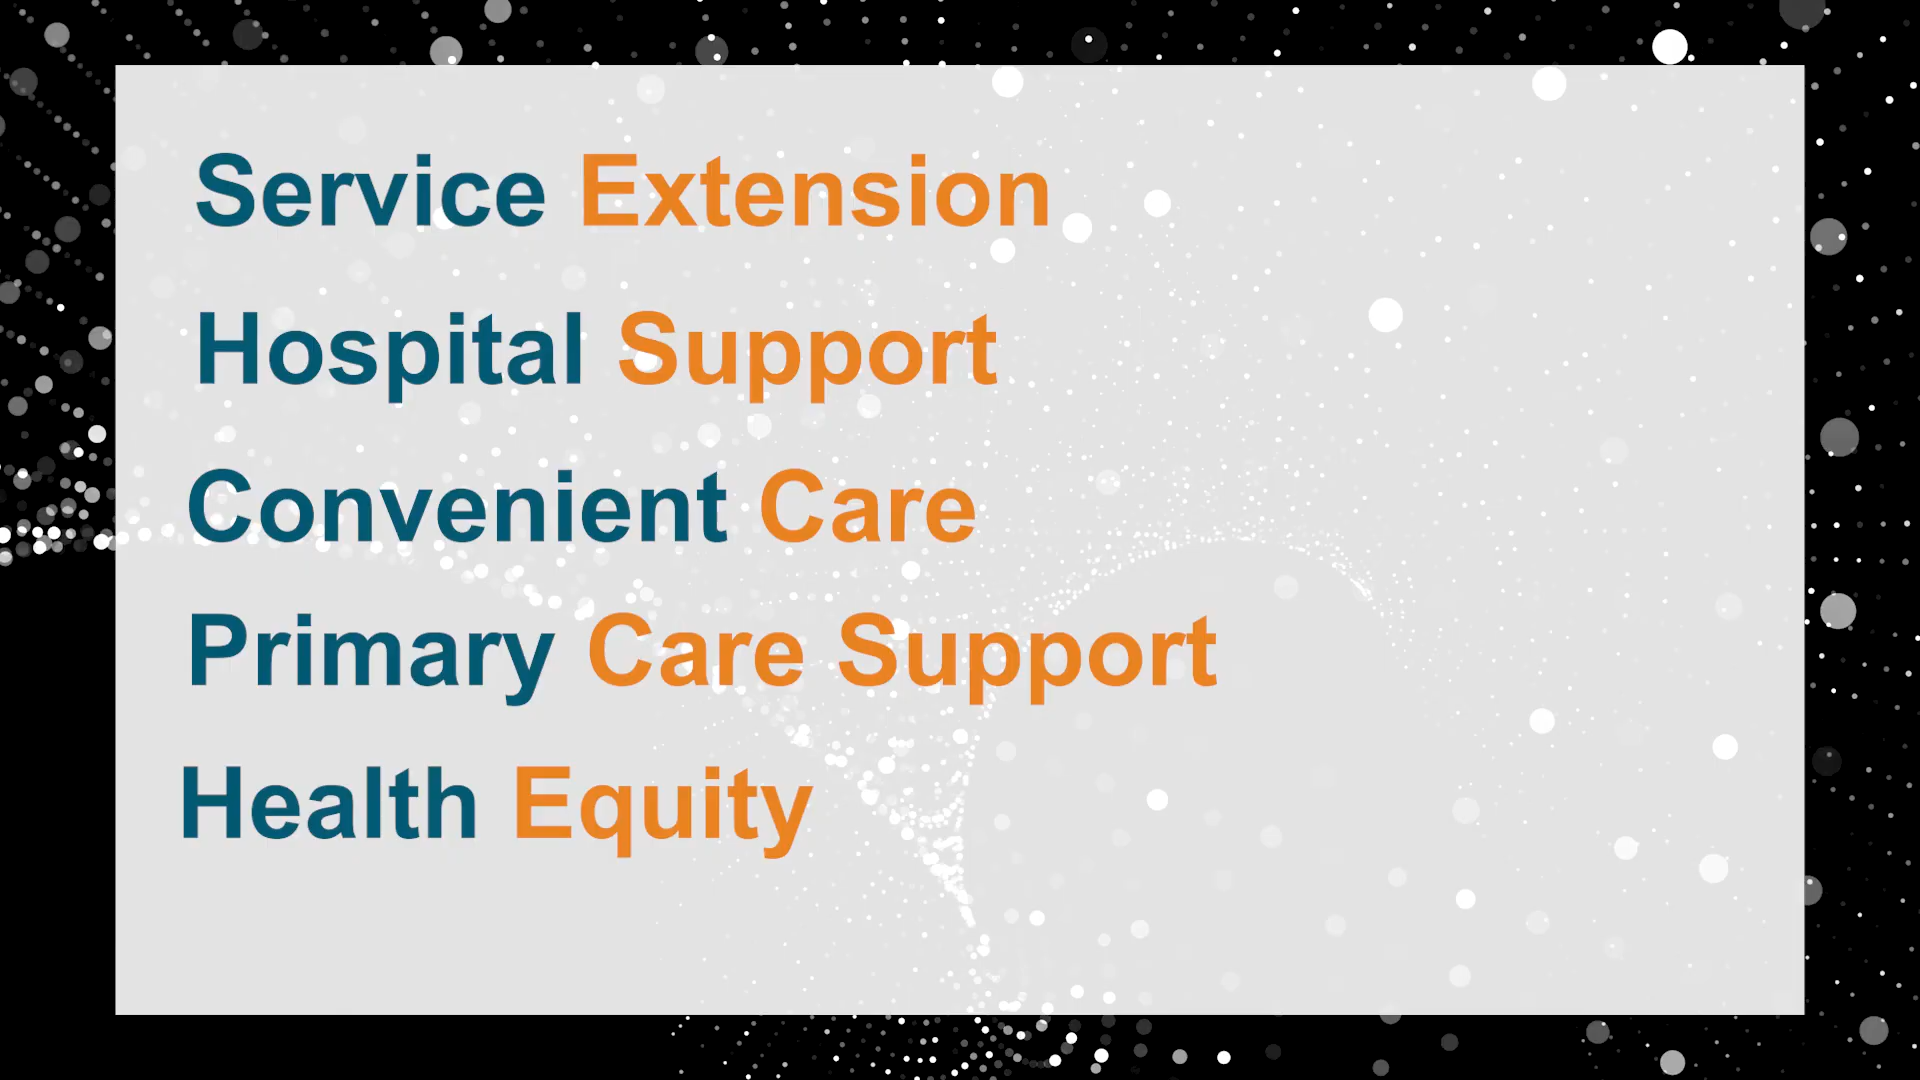 Service Extension
Hospital Support
Convenient Care
Primary Care Support
Health Equity